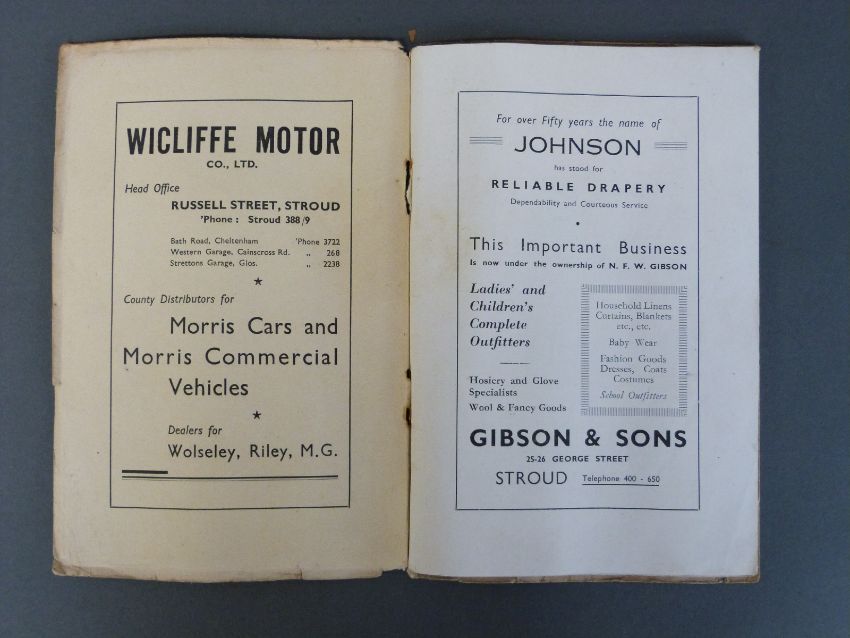 WICLIFFE MOTOR
CO., LTD.
Head Office
RUSSELL STREET, STROUD
'Phone : Stroud 388/9
Bath Road, Cheltenham 'Phone 3722
Western Garage, Cainscross Rd. ,, 268
Strettons Garage, Glos. ,, 2238
★
County Distributors for
Morris Cars and
Morris Commercial
Vehicles
★
Dealers for
Wolseley, Riley, M.G.
For over Fifty years the name of
JOHNSON
has stood for
RELIABLE DRAPERY
Dependability and Courteous Service
•
This Important Business
Is now under the ownership of N. F. W. GIBSON
Ladies' and
Children's
Complete
Outfitters
Hosiery and Glove
Specialists
Wool & Fancy Goods
Household Linens
Curtains, Blankets
etc., etc.
Baby Wear
Fashion Goods
Dresses, Coats
Costumes
School Outfitters
GIBSON & SONS
25-26 GEORGE STREET
STROUD Telephone 400 - 650